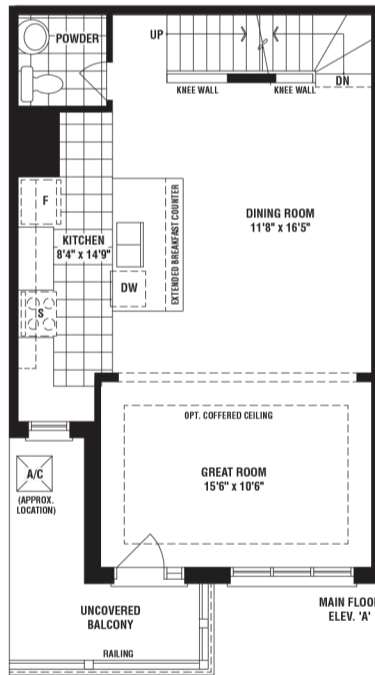 POWDER
UP
KNEE WALL
KNEE WALL
DN
F
KITCHEN
8'4" x 14'9"
EXTENDED BREAKFAST COUNTER
DINING ROOM
11'8" x 16'5"
DW
S
OPT. COFFERED CEILING
A/C
(APPROX.
LOCATION)
GREAT ROOM
15'6" x 10'6"
UNCOVERED
BALCONY
RAILING
MAIN FLOO
ELEV. 'A'